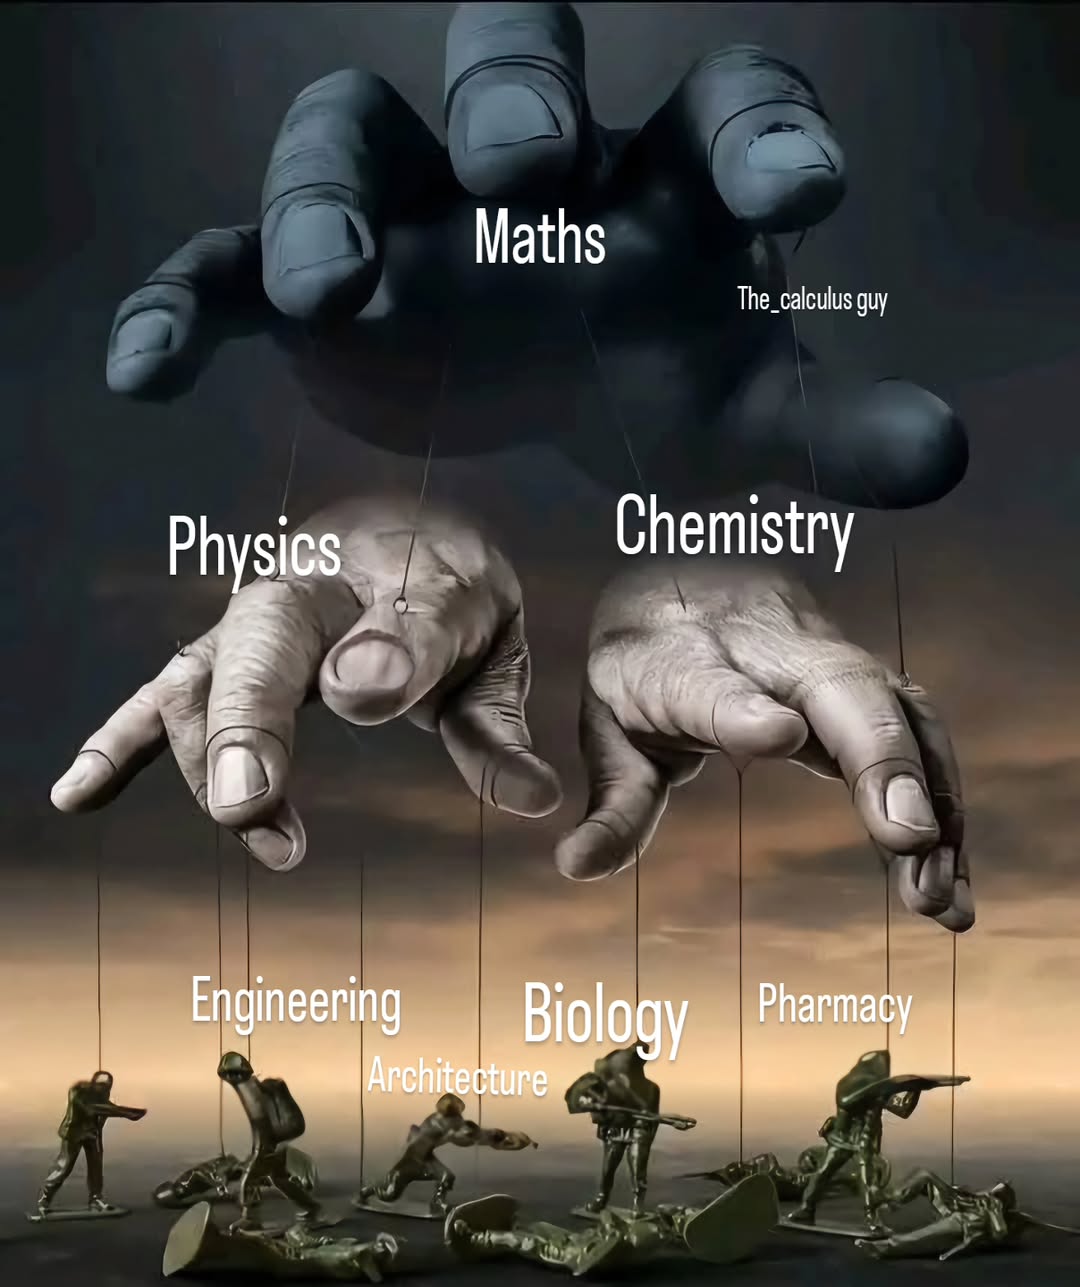 Maths
The_calculus guy
Physics
Chemistry
Engineering
Biology
Pharmacy
Architecture